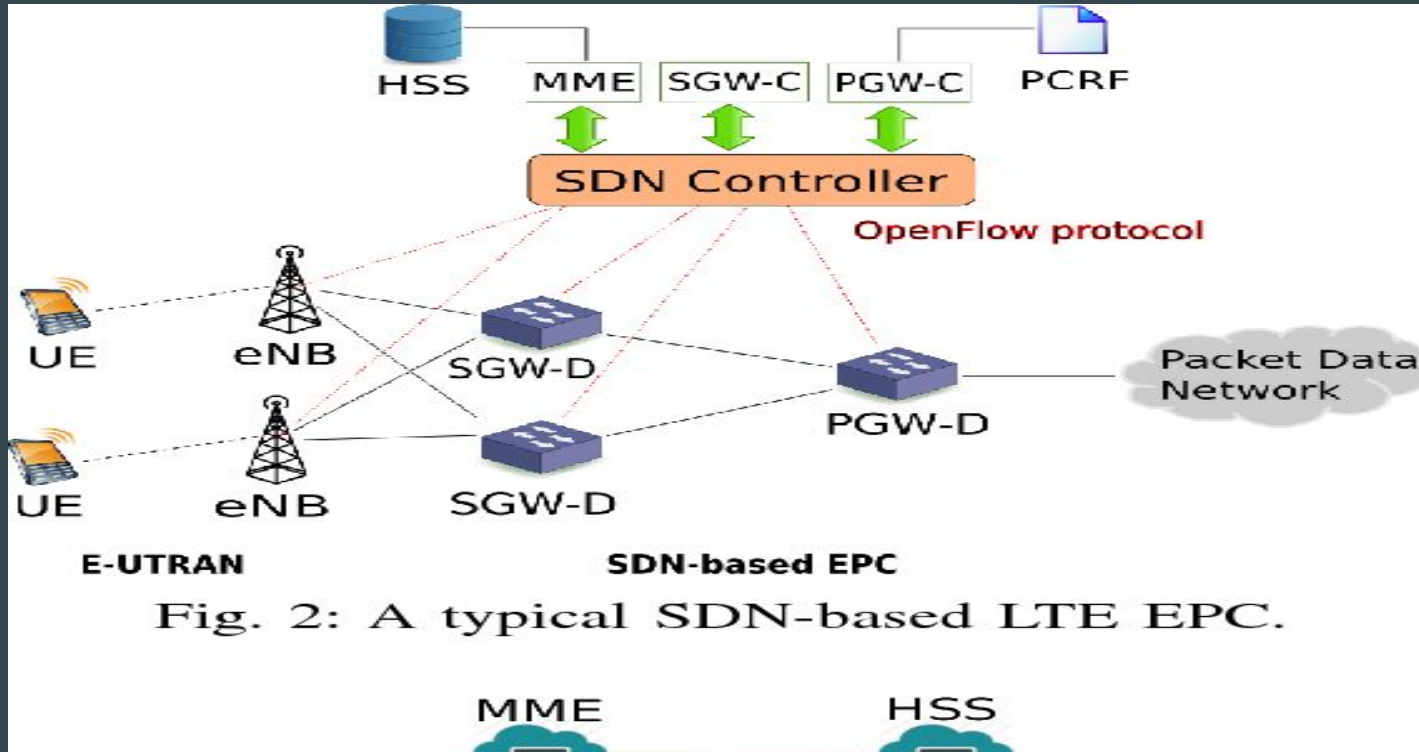 HSS
MME
SGW-C
PGW-C
PCRF
SDN Controller
OpenFlow protocol
UE
eNB
SGW-D
Packet Data
Network
PGW-D
UE
eNB
SGW-D
E-UTRAN
SDN-based EPC
Fig. 2: A typical SDN-based LTE EPC.
MME
HSS